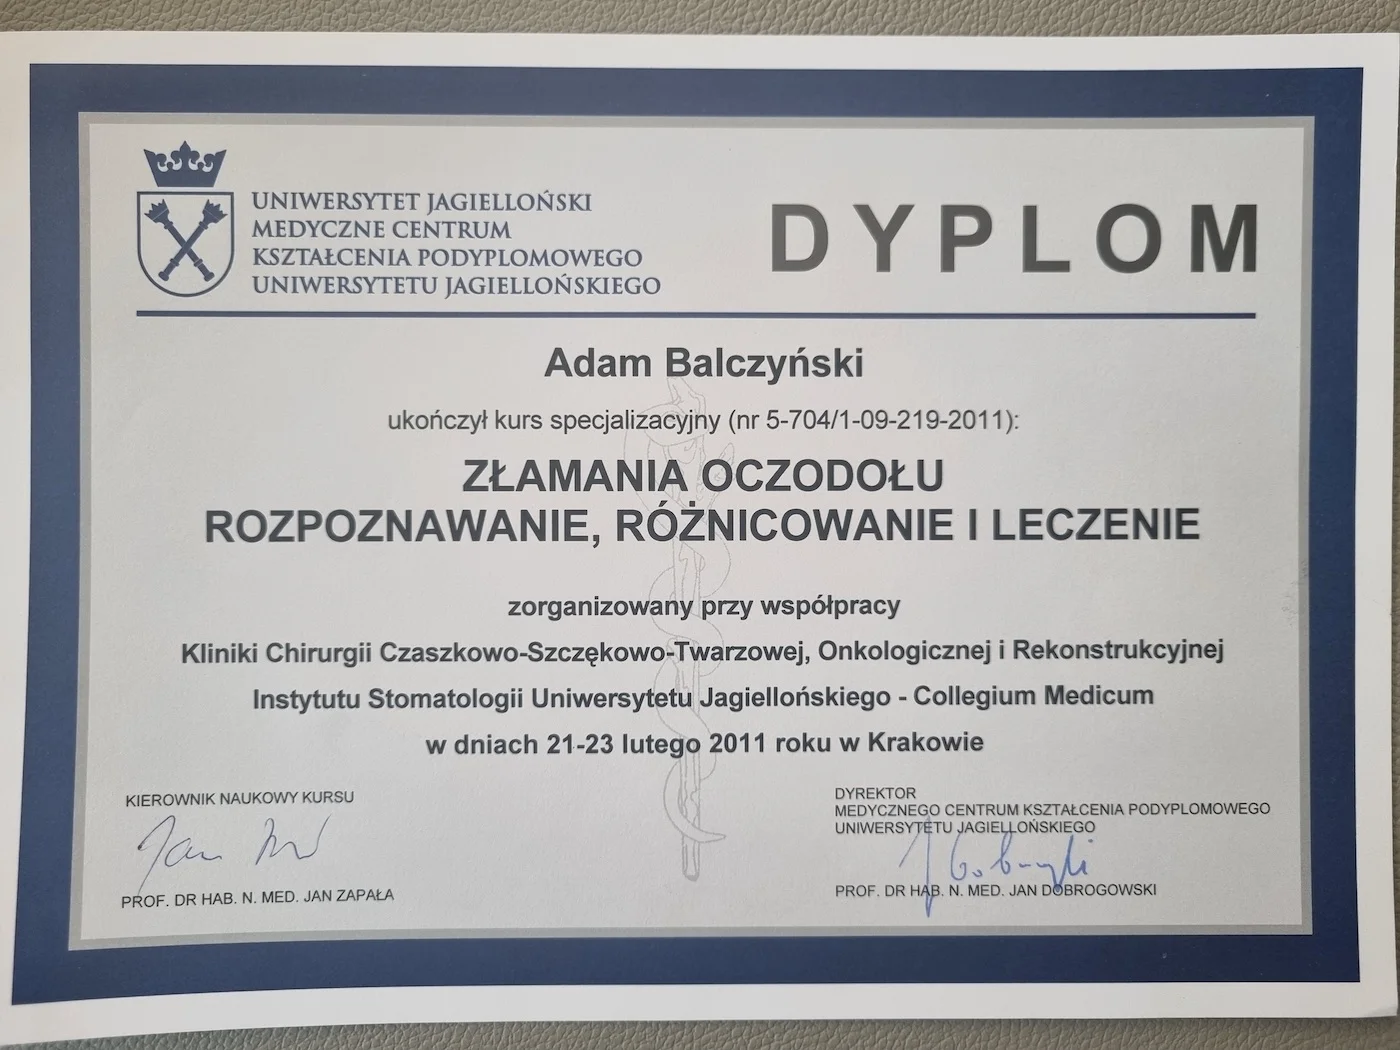 UNIWERSYTET JAGIELLOŃSKI
MEDYCZNE CENTRUM
KSZTAŁCENIA PODYPLOMOWEGO
UNIWERSYTETU JAGIELLOŃSKIEGO
DYPLOM
Adam Balczyński
ukończył kurs specjalizacyjny (nr 5-704/1-09-219-2011):
ZŁAMANIA OCZODOŁU
ROZPOZNAWANIE, RÓŻNICOWANIE I LECZENIE
zorganizowany przy współpracy
Kliniki Chirurgii Czaszkowo-Szczękowo-Twarzowej, Onkologicznej i Rekonstrukcyjnej
Instytutu Stomatologii Uniwersytetu Jagiellońskiego - Collegium Medicum
w dniach 21-23 lutego 2011 roku w Krakowie
KIEROWNIK NAUKOWY KURSU
PROF. DR HAB. N. MED. JAN ZAPAŁA
DYREKTOR
MEDYCZNEGO CENTRUM KSZTAŁCENIA PODYPLOMOWEGO
UNIWERSYTETU JAGIELLOŃSKIEGO
PROF. DR HAB. N. MED. JAN DOBROGOWSKI